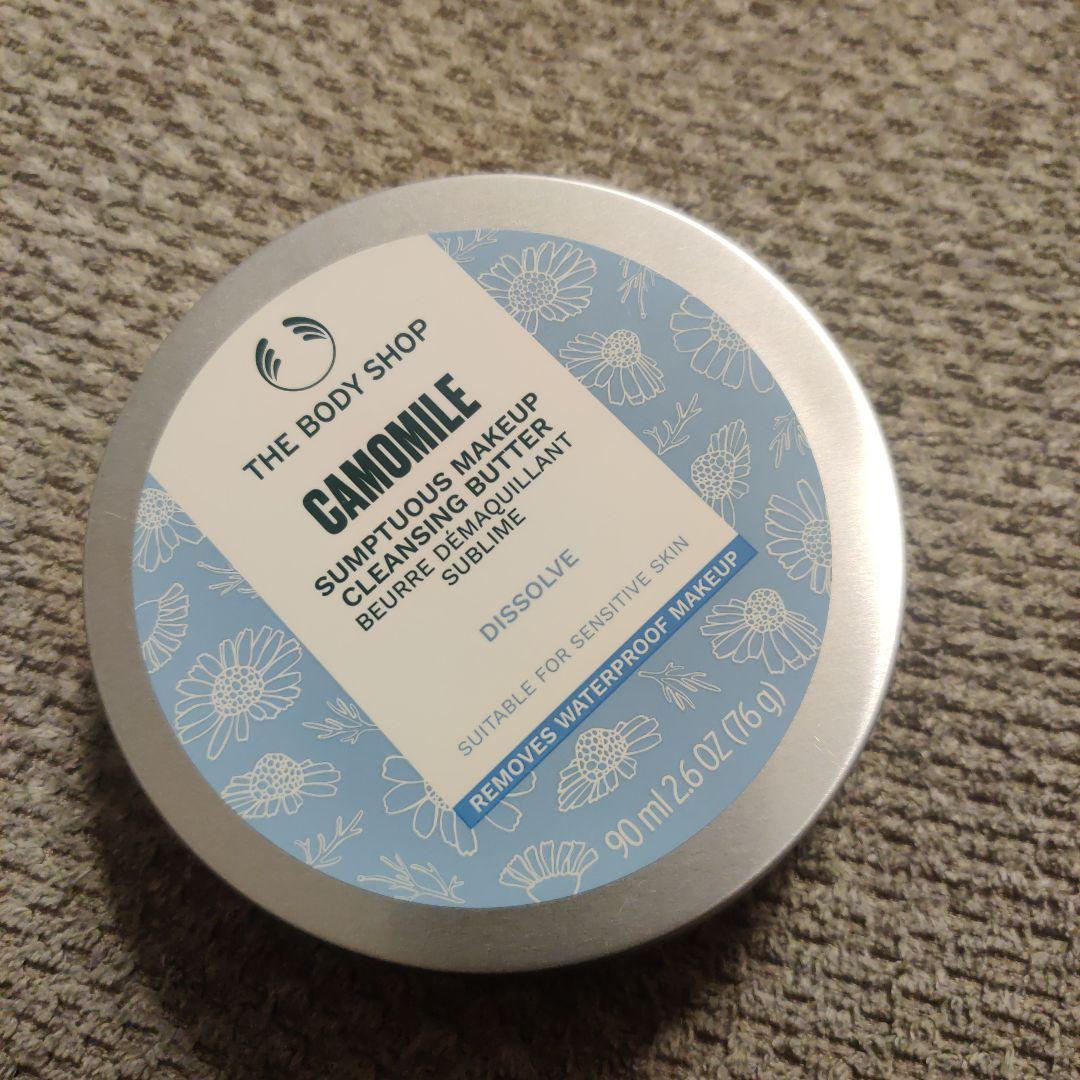 THE BODY SHOP
CAMOMILE
SUMPTUOUS MAKEUP
CLEANSING BUTTER
BEURRE DÉMAQUILLANT
SUBLIME
DISSOLVE
SUITABLE FOR SENSITIVE SKIN
REMOVES WATERPROOF MAKEUP
90 ml 2.6 OZ (76 g)